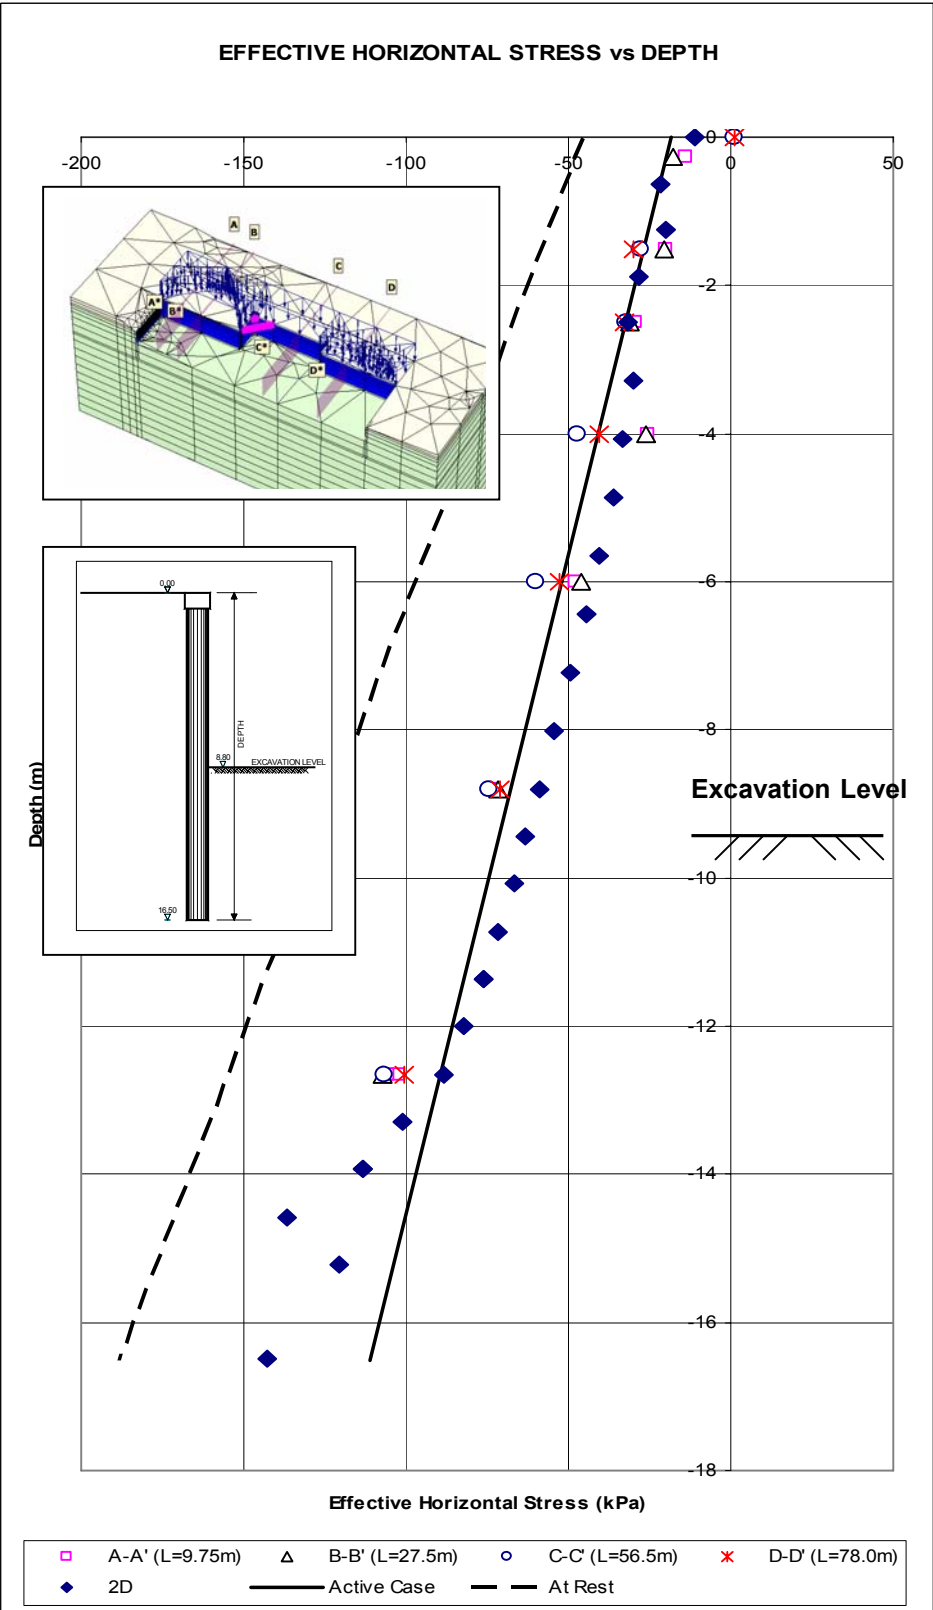 EFFECTIVE HORIZONTAL STRESS vs DEPTH
-200 -150 -100 -50 0 50
0
-2
-4
-6
-8
-10
-12
-14
-16
-18
A
B
C
D
A*
B*
C*
D*
0.00
DEPTH
8.80
EXCAVATION LEVEL
16.50
Depth (m)
Excavation Level
Effective Horizontal Stress (kPa)
A-A' (L=9.75m) B-B' (L=27.5m) C-C' (L=56.5m) D-D' (L=78.0m)
2D Active Case At Rest